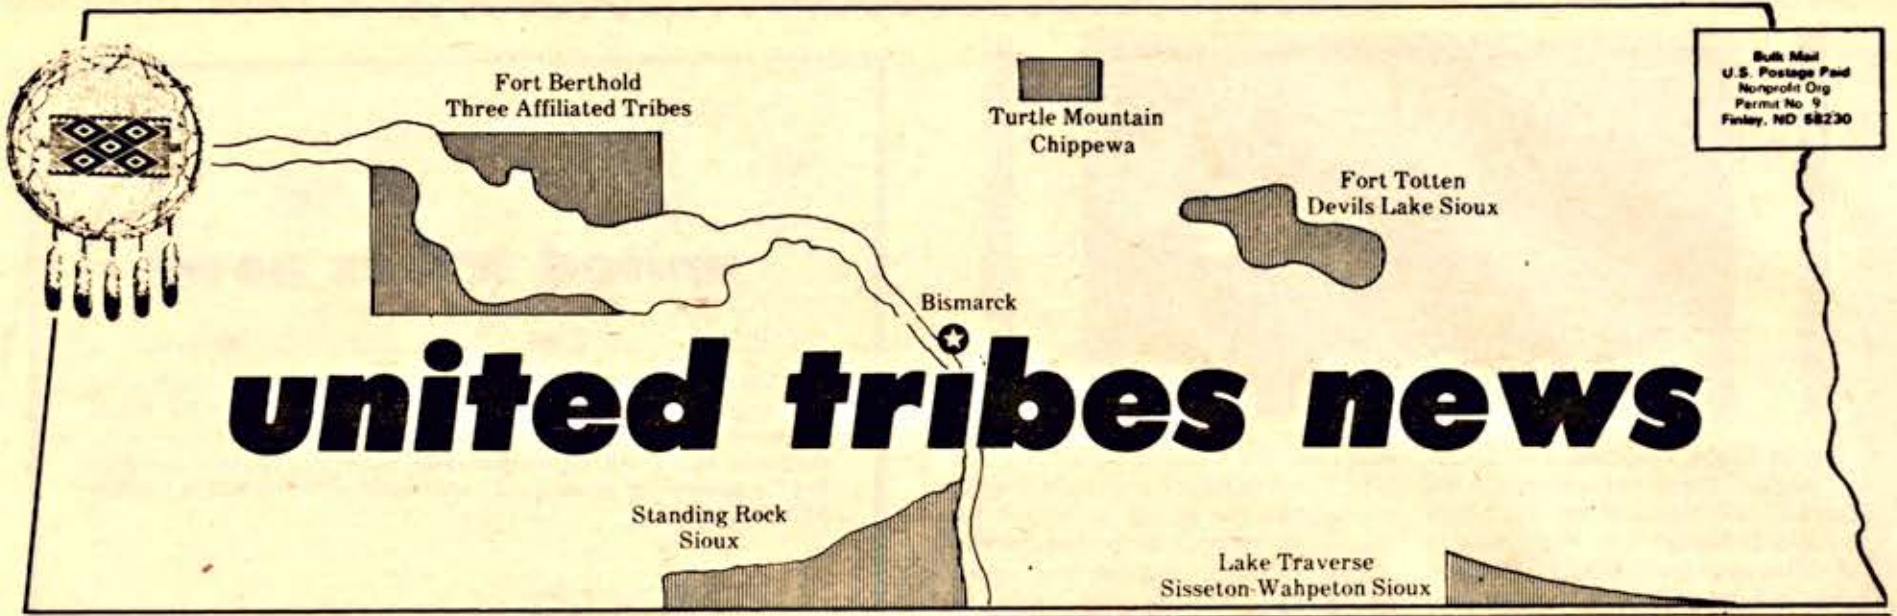 Fort Berthold
Three Affiliated Tribes
Turtle Mountain
Chippewa
Bulk Mail
U.S. Postage Paid
Nonprofit Org
Permit No 9
Finley, ND 58230
Fort Totten
Devils Lake Sioux
Bismarck
united tribes news
Standing Rock
Sioux
Lake Traverse
Sisseton-Wahpeton Sioux